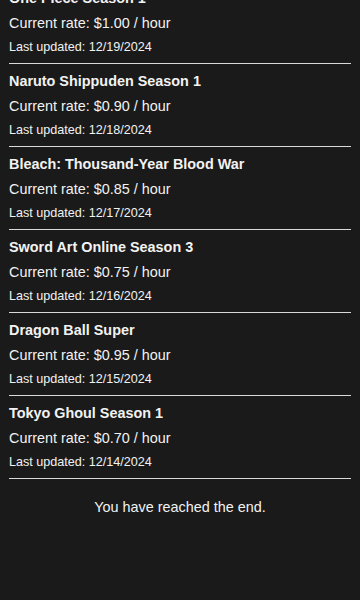 One Piece Season 1
Current rate: $1.00 / hour
Last updated: 12/19/2024
Naruto Shippuden Season 1
Current rate: $0.90 / hour
Last updated: 12/18/2024
Bleach: Thousand-Year Blood War
Current rate: $0.85 / hour
Last updated: 12/17/2024
Sword Art Online Season 3
Current rate: $0.75 / hour
Last updated: 12/16/2024
Dragon Ball Super
Current rate: $0.95 / hour
Last updated: 12/15/2024
Tokyo Ghoul Season 1
Current rate: $0.70 / hour
Last updated: 12/14/2024
You have reached the end.